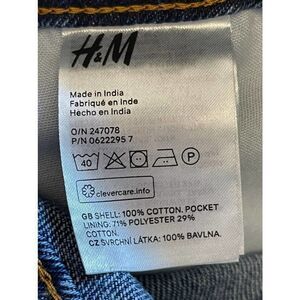 H&M
Made in India
Fabriqué en Inde
Hecho en India
O/N 247078
P/N 0622295 7
40 P
clevercare.info
GB SHELL: 100% COTTON. POCKET
LINING: 71% POLYESTER 29%
COTTON.
CZ SVRCHNÍ LÁTKA: 100% BAVLNA.